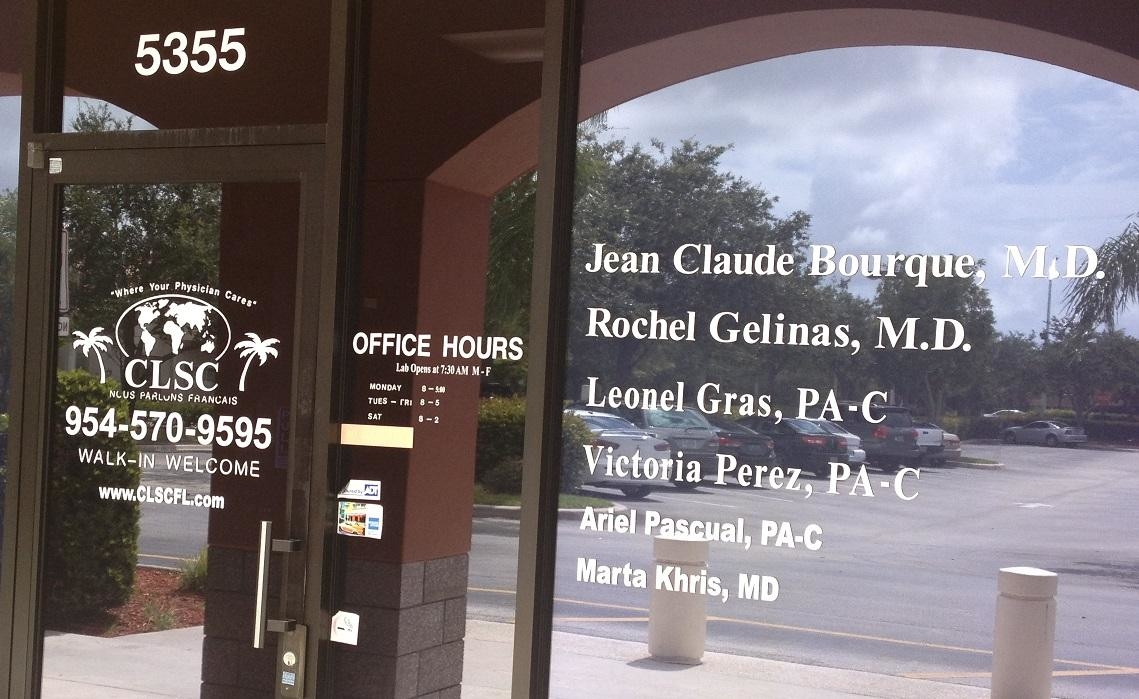 5355
"Where Your Physician Cares"
CLSC
NOUS PARLONS FRANCAIS
954-570-9595
WALK-IN WELCOME
www.CLSCFL.com
OFFICE HOURS
Lab Opens at 7:30 AM M-F
MONDAY 8-5:00
TUES - FRI 8-5
SAT 8-2
ADT
Jean Claude Bourque, M.D.
Rochel Gelinas, M.D.
Leonel Gras, PA-C
Victoria Perez, PA-C
Ariel Pascual, PA-C
Marta Khris, MD